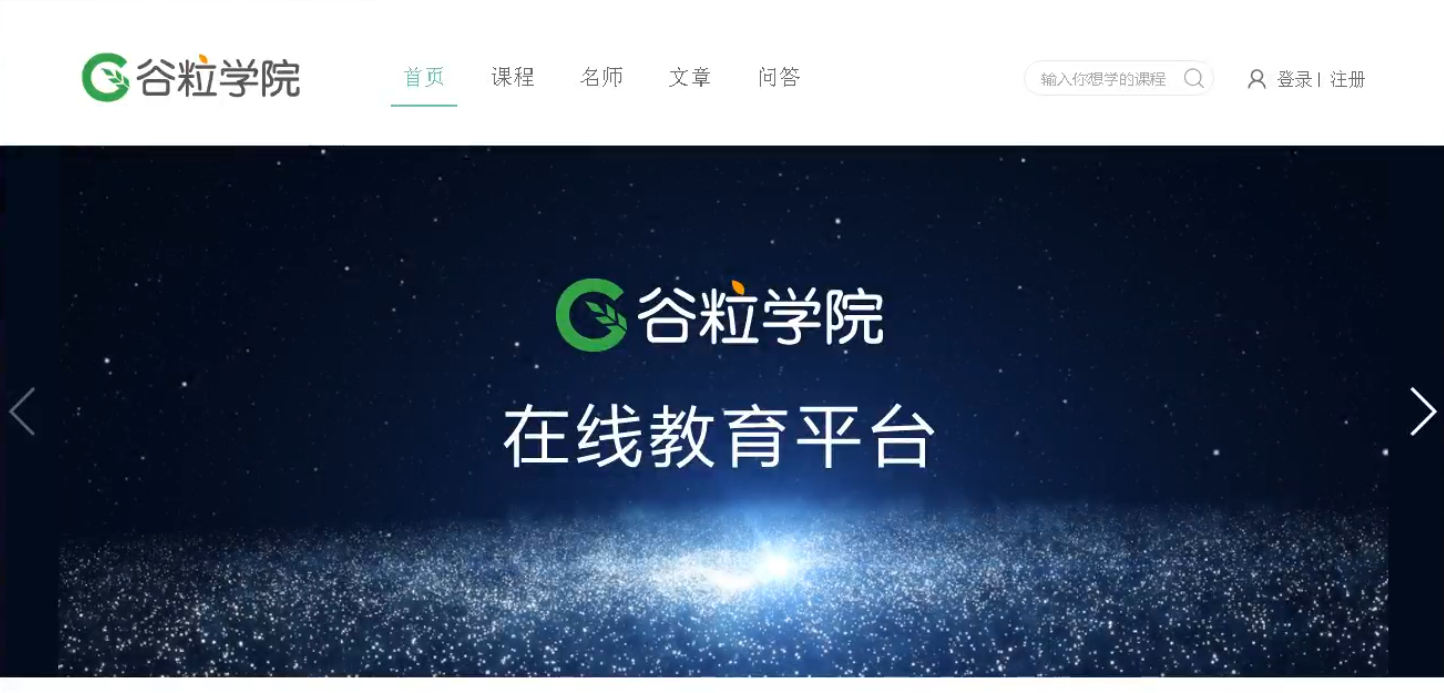 谷粒学院 首页 课程 名师 文章 问答 输入你想学的课程 登录 | 注册
谷粒学院
在线教育平台